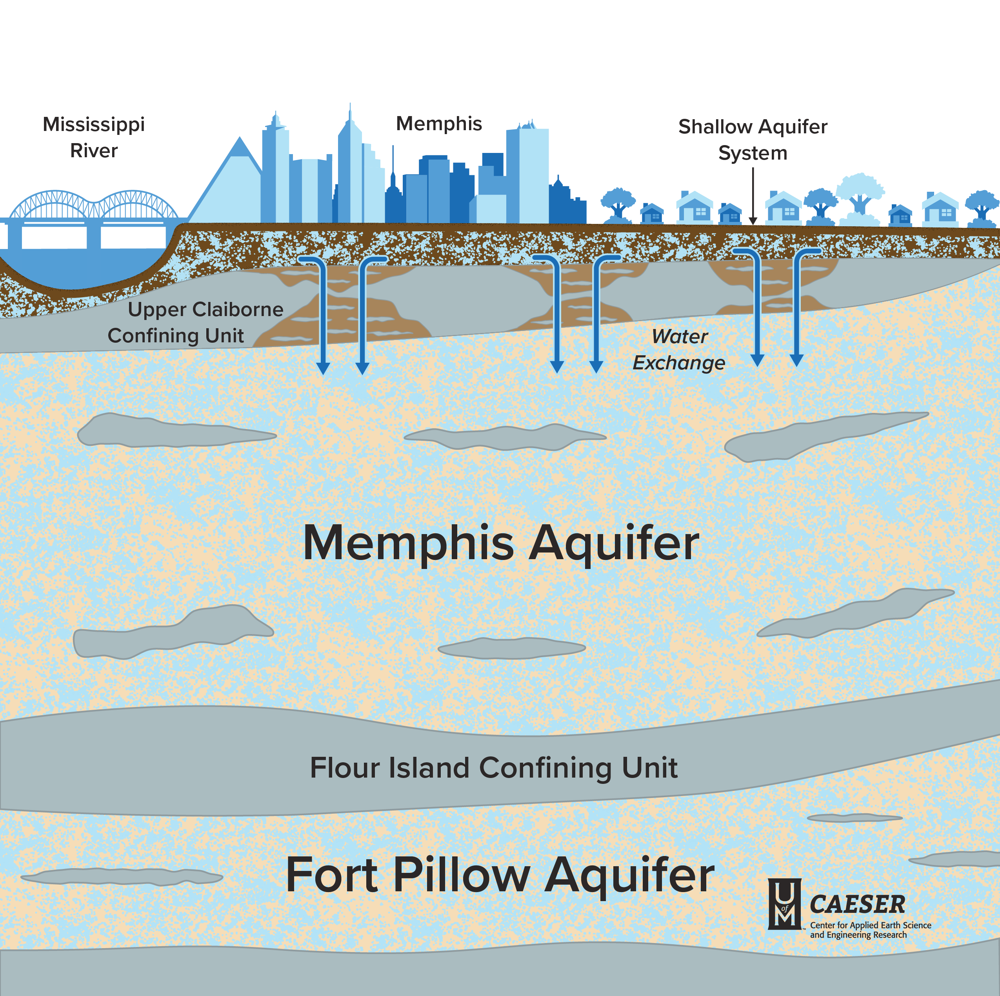 Mississippi
River
Memphis
Shallow Aquifer
System
Upper Claiborne
Confining Unit
Water
Exchange
Memphis Aquifer
Flour Island Confining Unit
Fort Pillow Aquifer
U
of
M
™
CAESER
Center for Applied Earth Science
and Engineering Research